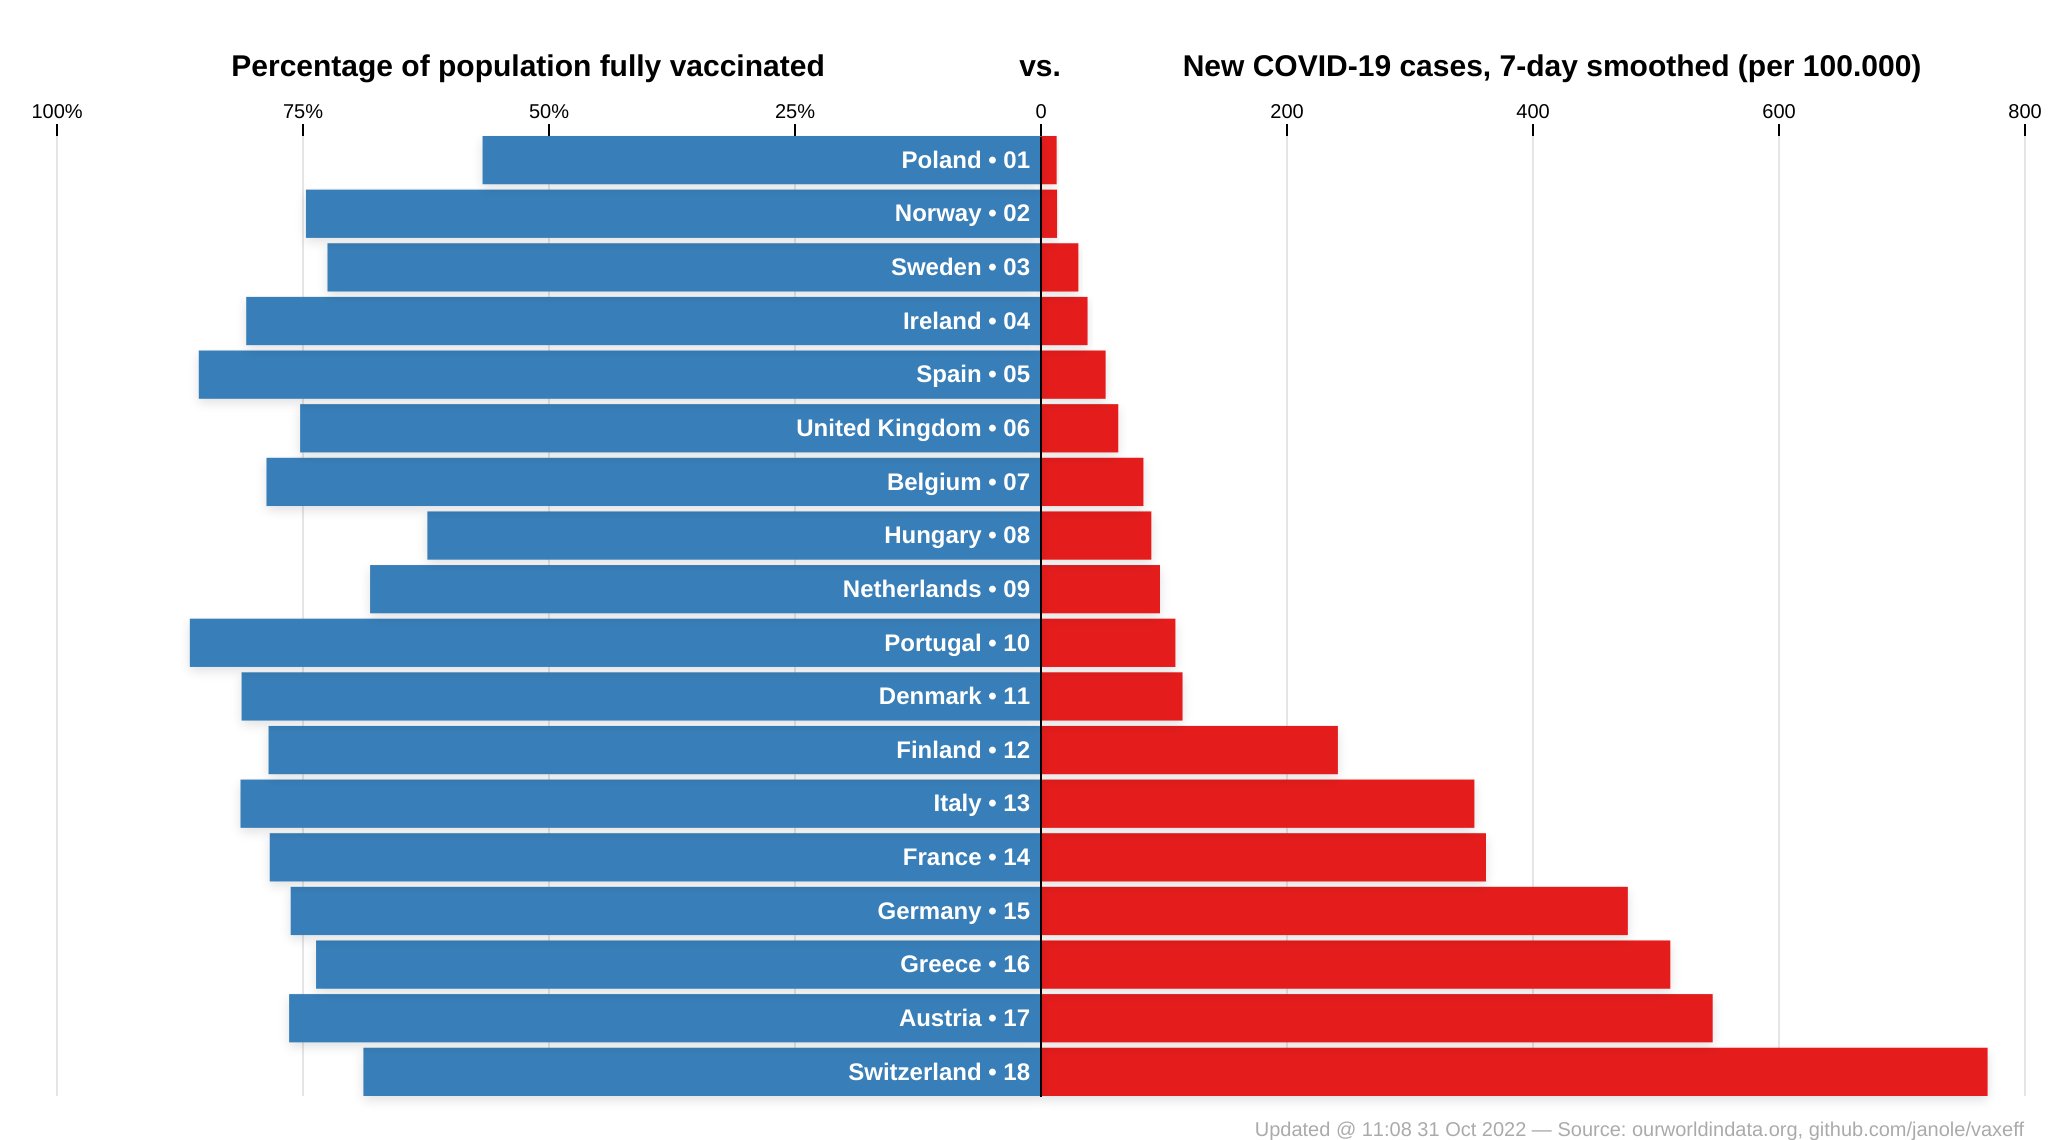 Percentage of population fully vaccinated vs. New COVID-19 cases, 7-day smoothed (per 100.000)
100% 75% 50% 25% 0 200 400 600 800
Poland • 01
Norway • 02
Sweden • 03
Ireland • 04
Spain • 05
United Kingdom • 06
Belgium • 07
Hungary • 08
Netherlands • 09
Portugal • 10
Denmark • 11
Finland • 12
Italy • 13
France • 14
Germany • 15
Greece • 16
Austria • 17
Switzerland • 18
Updated @ 11:08 31 Oct 2022 — Source: ourworldindata.org, github.com/janole/vaxeff